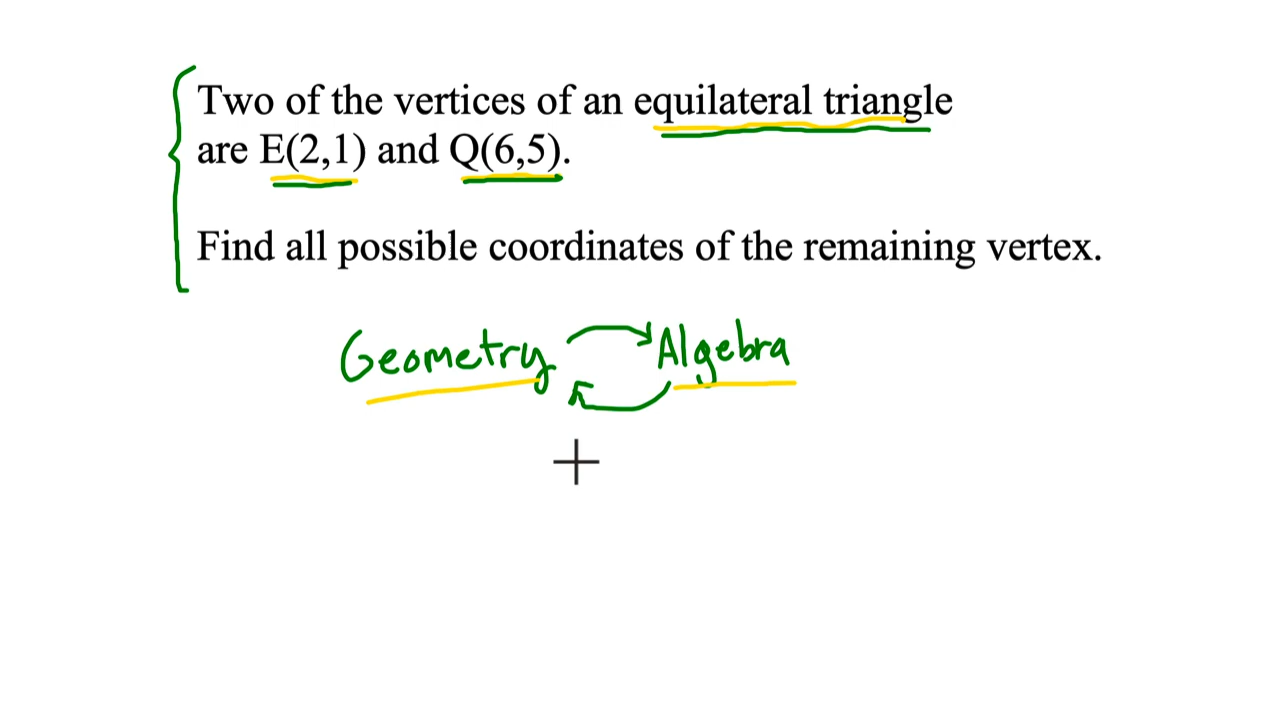 Two of the vertices of an equilateral triangle
are E(2,1) and Q(6,5).
Find all possible coordinates of the remaining vertex.
Geometry Algebra